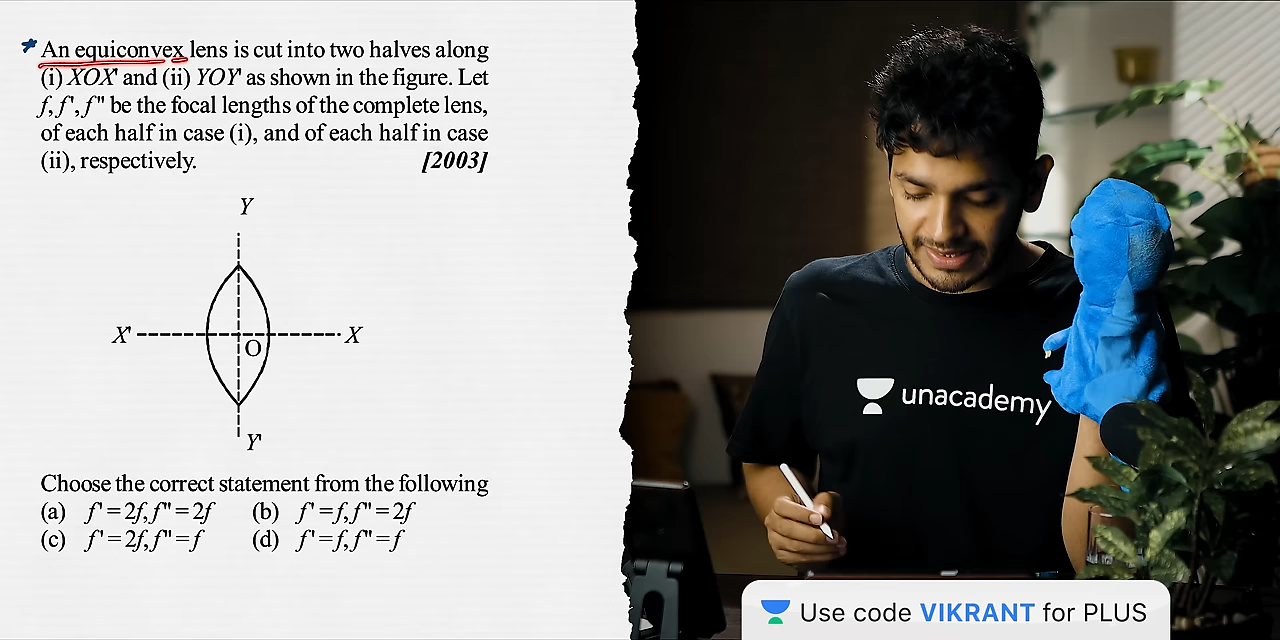 * An equiconvex lens is cut into two halves along
(i) XOX' and (ii) YOY' as shown in the figure. Let
f, f', f" be the focal lengths of the complete lens,
of each half in case (i), and of each half in case
(ii), respectively. [2003]
Y
X' X
O
Y'
Choose the correct statement from the following
(a) f' = 2f, f" = 2f (b) f' = f, f" = 2f
(c) f' = 2f, f" = f (d) f' = f, f" = f
unacademy
Use code VIKRANT for PLUS